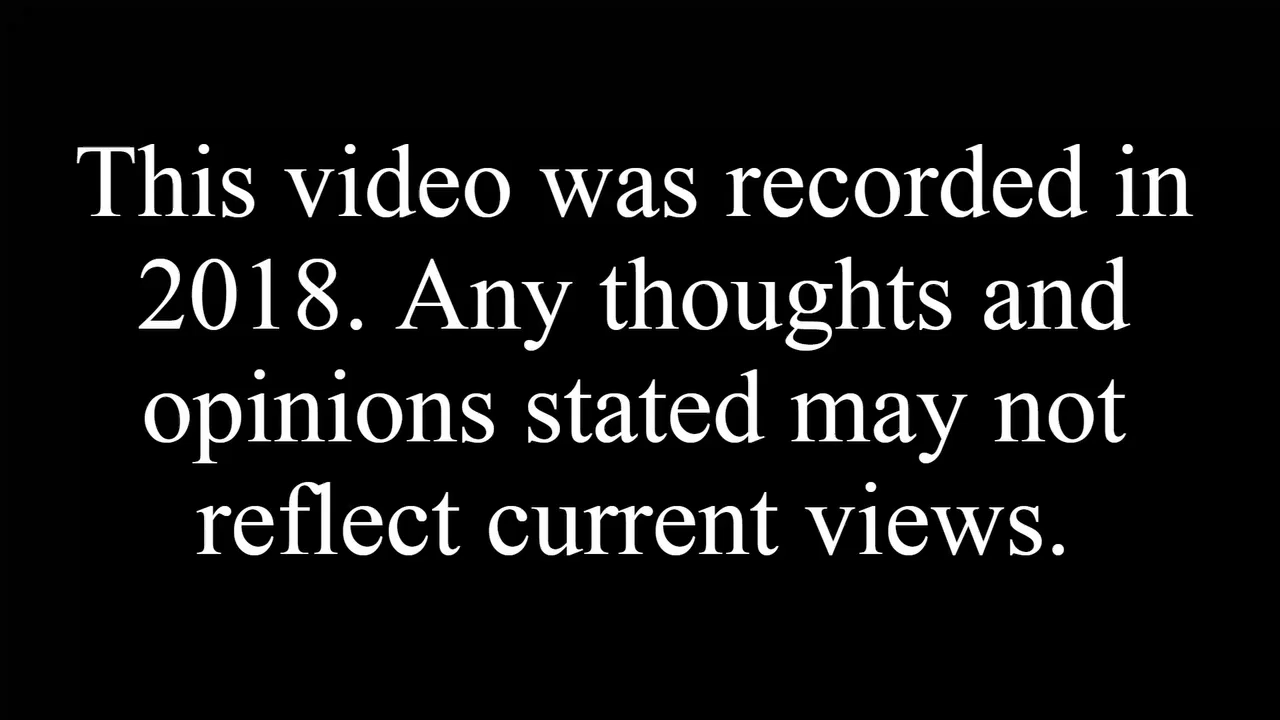 This video was recorded in
2018. Any thoughts and
opinions stated may not
reflect current views.